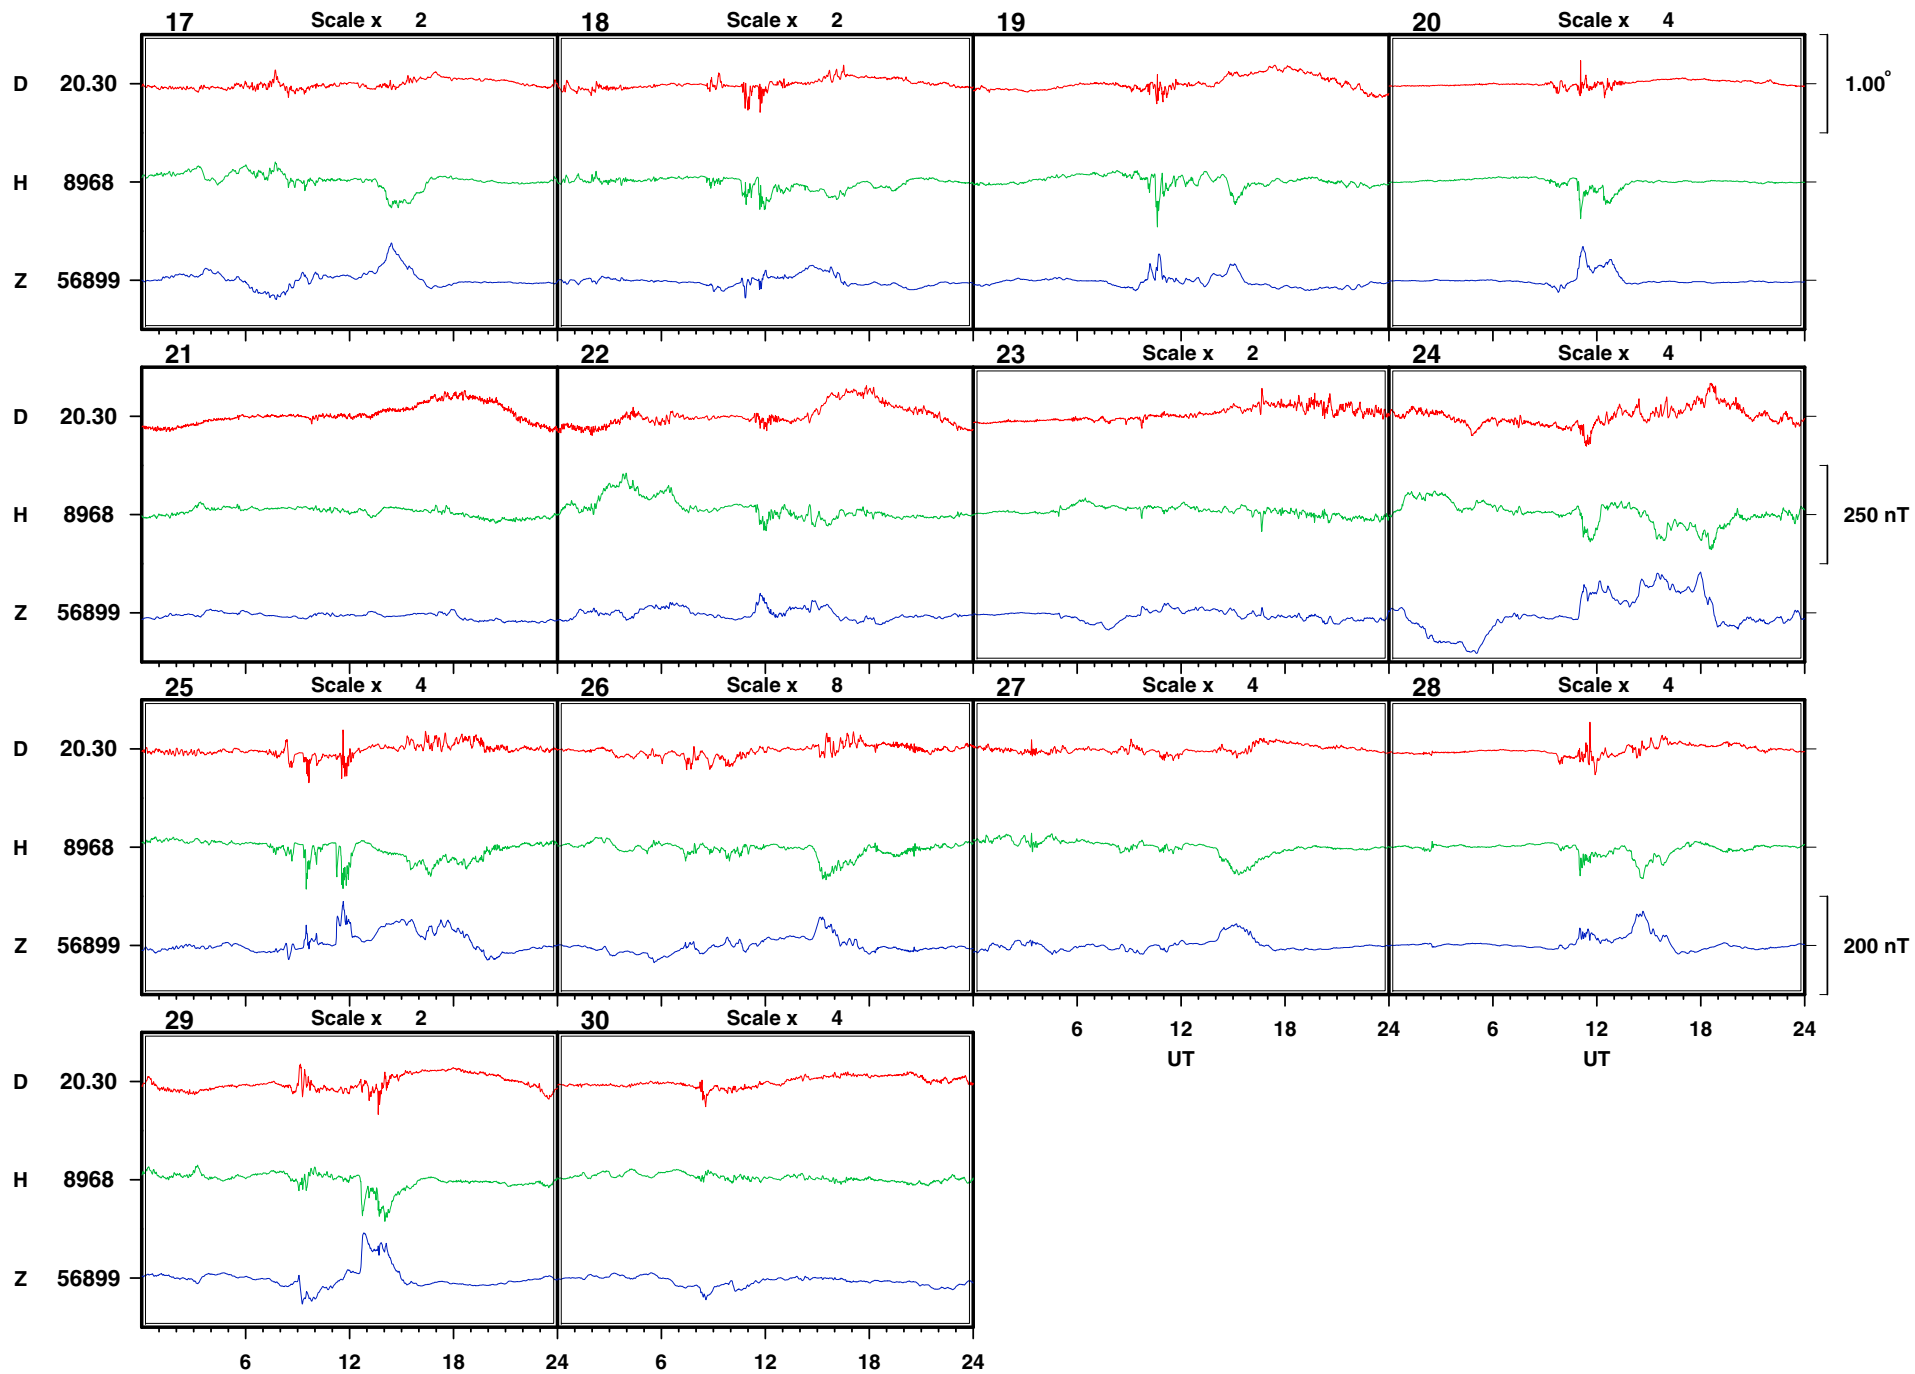 17 Scale x 2 18 Scale x 2 19 20 Scale x 4
D 20.30 1.00°
H 8968
Z 56899
21 22 23 Scale x 2 24 Scale x 4
D 20.30
H 8968 250 nT
Z 56899
25 Scale x 4 26 Scale x 8 27 Scale x 4 28 Scale x 4
D 20.30
H 8968
Z 56899 200 nT
6 12 18 24 6 12 18 24
UT UT
29 Scale x 2 30 Scale x 4
D 20.30
H 8968
Z 56899
6 12 18 24 6 12 18 24